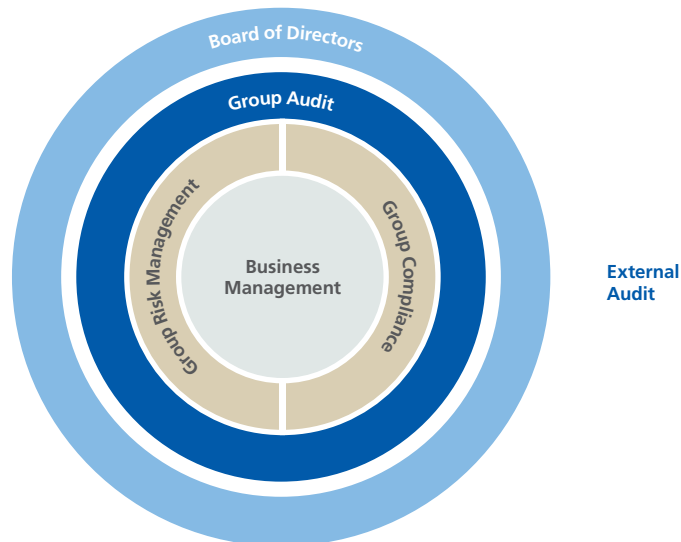 Board of Directors
Group Audit
Group Risk Management
Group Compliance
Business
Management
External
Audit